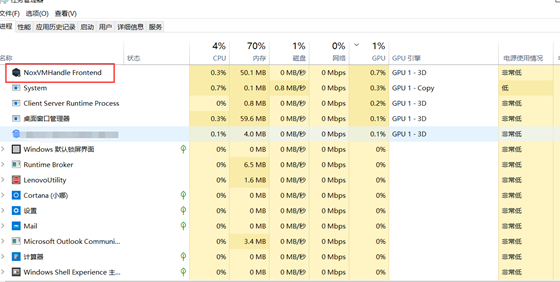 任务管理器
文件(F) 选项(O) 查看(V)
进程 性能 应用历史记录 启动 用户 详细信息 服务
4% 70% 1% 0% 1%
名称 状态 CPU 内存 磁盘 网络 GPU GPU 引擎 电源使用情况
NoxVMHandle Frontend 0.3% 50.1 MB 0 MB/秒 0 Mbps 0.7% GPU 1 - 3D 非常低
System 0.7% 0.1 MB 0.8 MB/秒 0 Mbps 0.3% GPU 1 - Copy 低
Client Server Runtime Process 0% 0.8 MB 0 MB/秒 0 Mbps 0.2% GPU 1 - 3D 非常低
桌面窗口管理器 0.3% 59.6 MB 0 MB/秒 0 Mbps 0.1% GPU 1 - 3D 非常低
0.1% 4.0 MB 0 MB/秒 0 Mbps 0.1% GPU 1 - 3D 非常低
Windows 默认锁屏界面 0% 0 MB 0 MB/秒 0 Mbps 0% 非常低
Runtime Broker 0% 6.5 MB 0 MB/秒 0 Mbps 0% 非常低
LenovoUtility 0% 1.6 MB 0 MB/秒 0 Mbps 0% 非常低
Cortana (小娜) 0% 0 MB 0 MB/秒 0 Mbps 0% 非常低
设置 0% 0 MB 0 MB/秒 0 Mbps 0% 非常低
Mail 0% 0 MB 0 MB/秒 0 Mbps 0% 非常低
Microsoft Outlook Communi... 0% 3.4 MB 0 MB/秒 0 Mbps 0% 非常低
计算器 0% 0 MB 0 MB/秒 0 Mbps 0% 非常低
Windows Shell Experience 主... 0% 0 MB 0 MB/秒 0 Mbps 0% 非常低